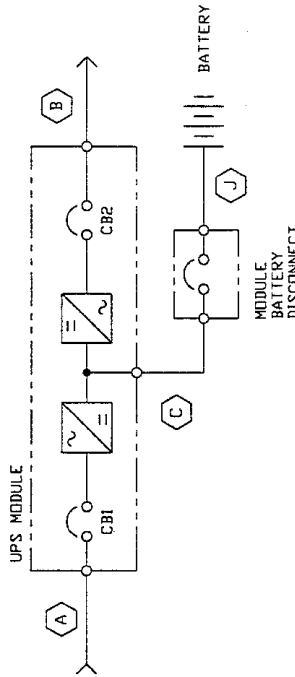 UPS MODULE
A
CB1
C
CB2
B
MODULE
BATTERY
DISCONNECT
J
BATTERY